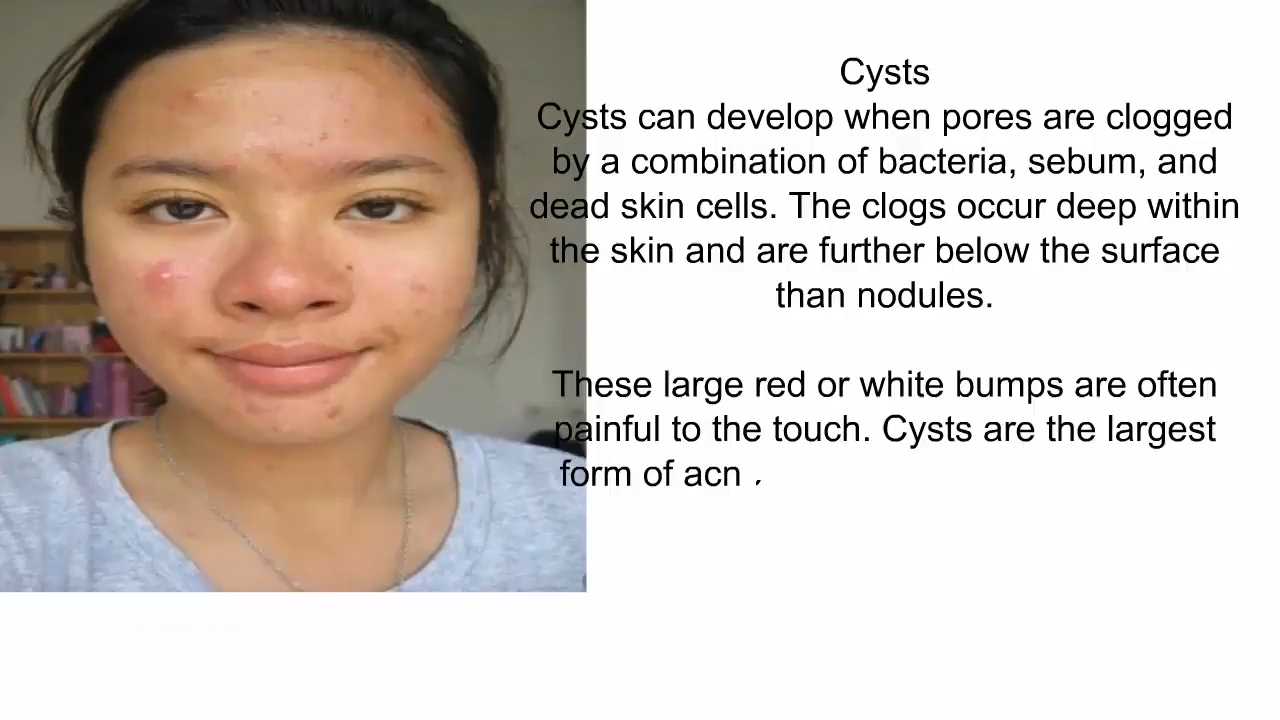 Cysts
Cysts can develop when pores are clogged
by a combination of bacteria, sebum, and
dead skin cells. The clogs occur deep within
the skin and are further below the surface
than nodules.
These large red or white bumps are often
painful to the touch. Cysts are the largest
form of acn